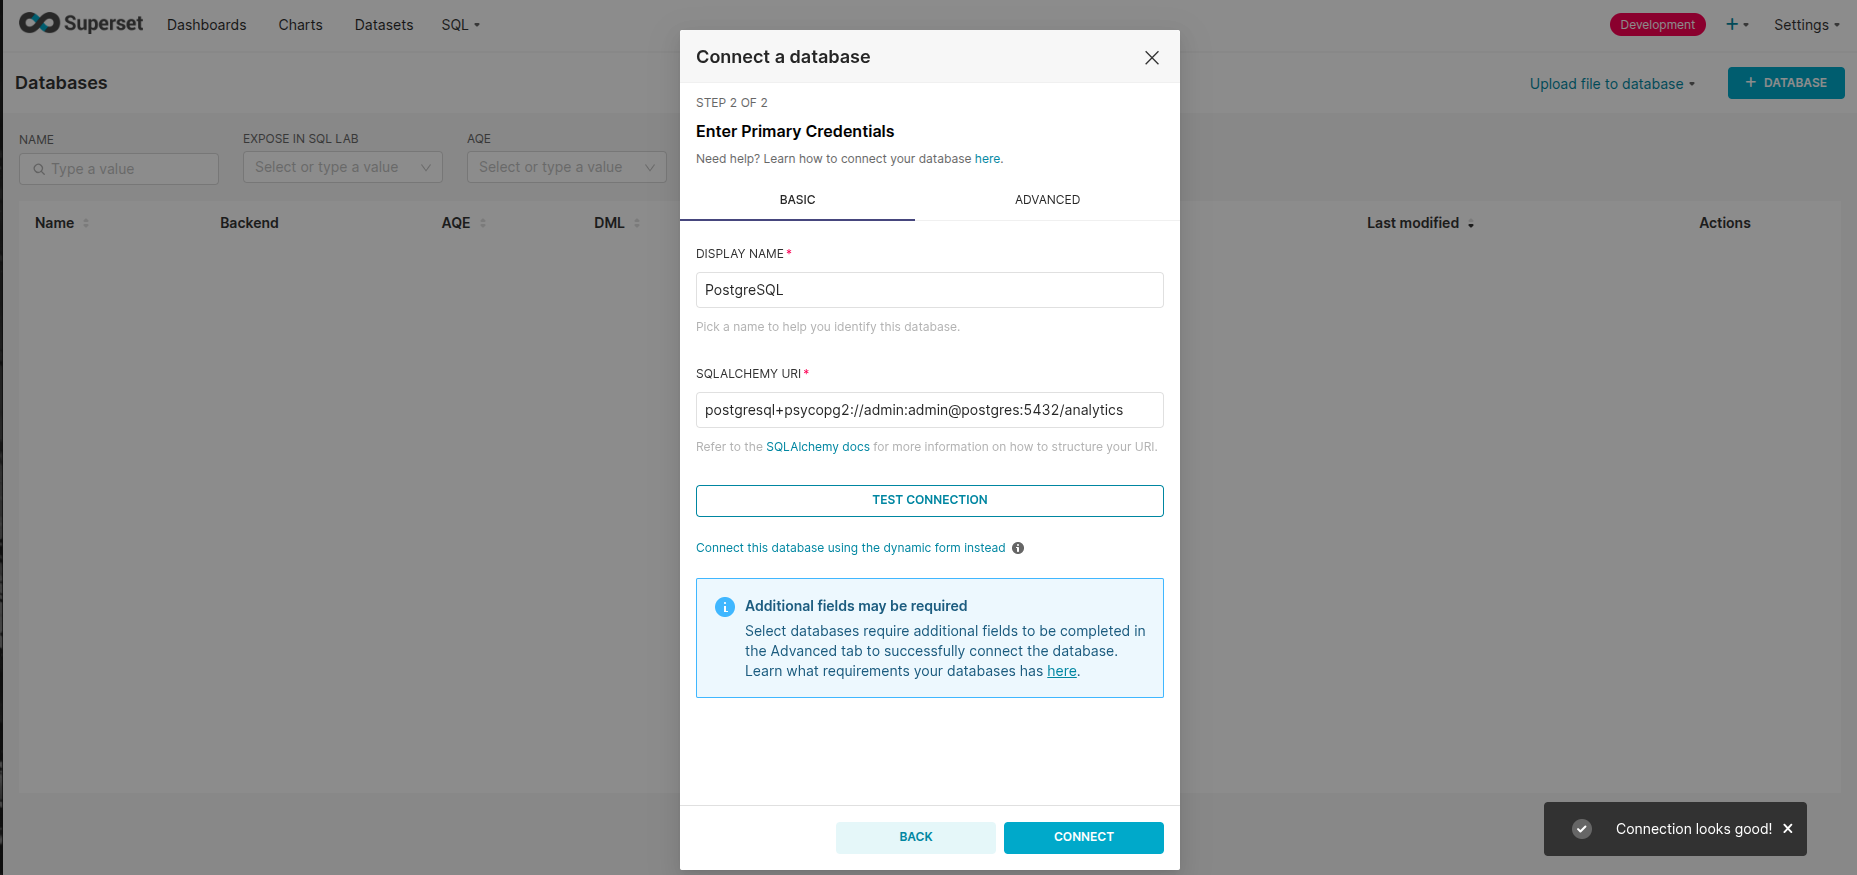 Superset Dashboards Charts Datasets SQL Development + Settings
Databases Upload file to database + DATABASE
NAME EXPOSE IN SQL LAB AQE
Type a value Select or type a value Select or type a value
Name Backend AQE DML Last modified Actions
Connect a database
STEP 2 OF 2
Enter Primary Credentials
Need help? Learn how to connect your database here.
BASIC ADVANCED
DISPLAY NAME*
PostgreSQL
Pick a name to help you identify this database.
SQLALCHEMY URI*
postgresql+psycopg2://admin:admin@postgres:5432/analytics
Refer to the SQLAlchemy docs for more information on how to structure your URI.
TEST CONNECTION
Connect this database using the dynamic form instead
Additional fields may be required
Select databases require additional fields to be completed in
the Advanced tab to successfully connect the database.
Learn what requirements your databases has here.
BACK CONNECT
Connection looks good!